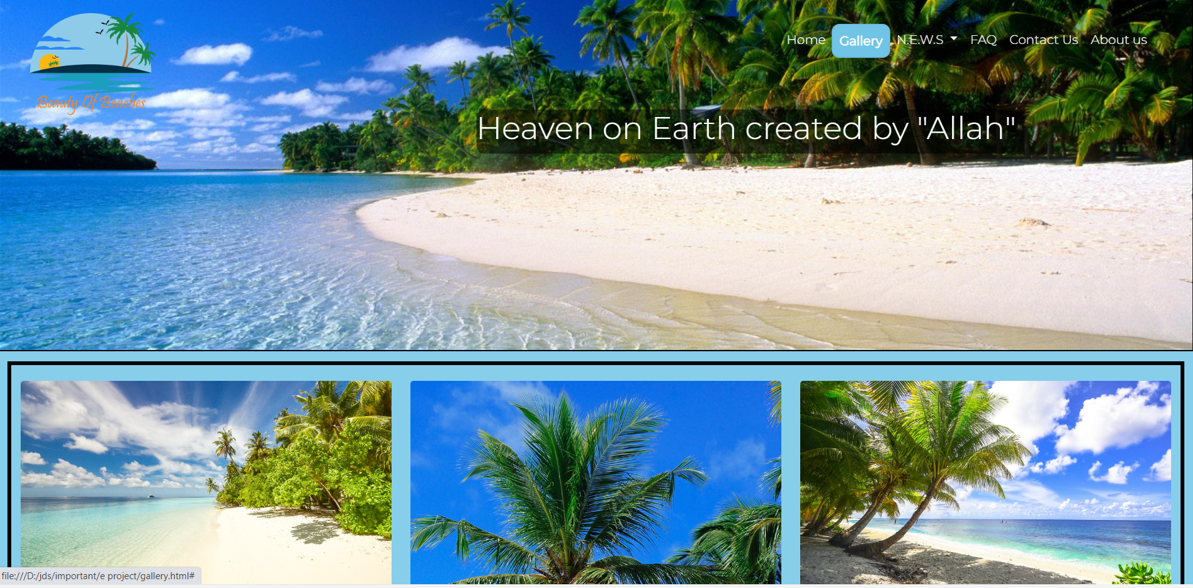 Beauty Of Beaches
Home Gallery N.E.W.S FAQ Contact Us About us
Heaven on Earth created by "Allah"
file:///D:/jds/important/e project/gallery.html#